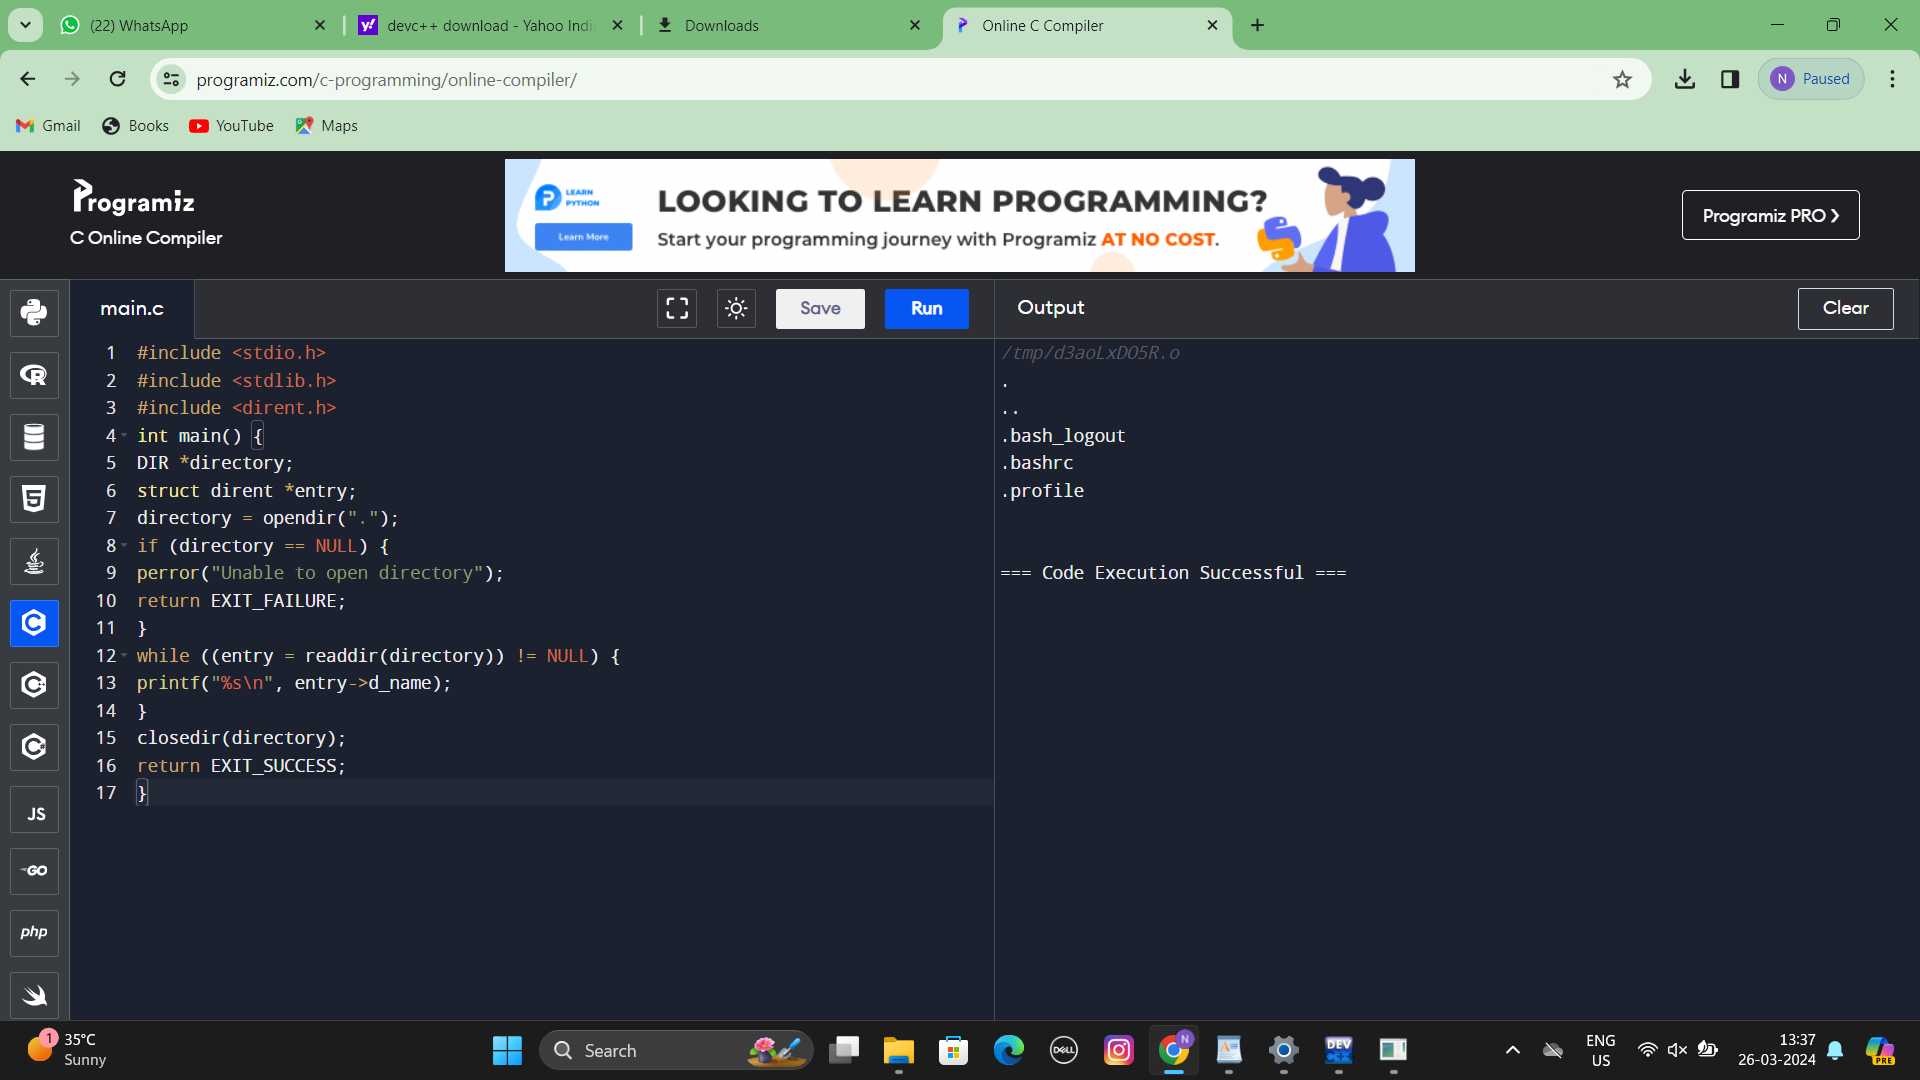 (22) WhatsApp
devc++ download - Yahoo Indi
Downloads
Online C Compiler
programiz.com/c-programming/online-compiler/
N
Paused
Gmail
Books
YouTube
Maps
Programiz
C Online Compiler
LEARN
PYTHON
Learn More
LOOKING TO LEARN PROGRAMMING?
Start your programming journey with Programiz AT NO COST.
Programiz PRO ❯
main.c
Save
Run
Output
Clear
1 #include <stdio.h>
2 #include <stdlib.h>
3 #include <dirent.h>
4 int main() {
5 DIR *directory;
6 struct dirent *entry;
7 directory = opendir(".");
8 if (directory == NULL) {
9 perror("Unable to open directory");
10 return EXIT_FAILURE;
11 }
12 while ((entry = readdir(directory)) != NULL) {
13 printf("%s\n", entry->d_name);
14 }
15 closedir(directory);
16 return EXIT_SUCCESS;
17 }
/tmp/d3aoLxDO5R.o
.
..
.bash_logout
.bashrc
.profile
=== Code Execution Successful ===
JS
GO
php
1
35°C
Sunny
Search
DELL
N
DEV
C++
ENG
US
13:37
26-03-2024
PRE